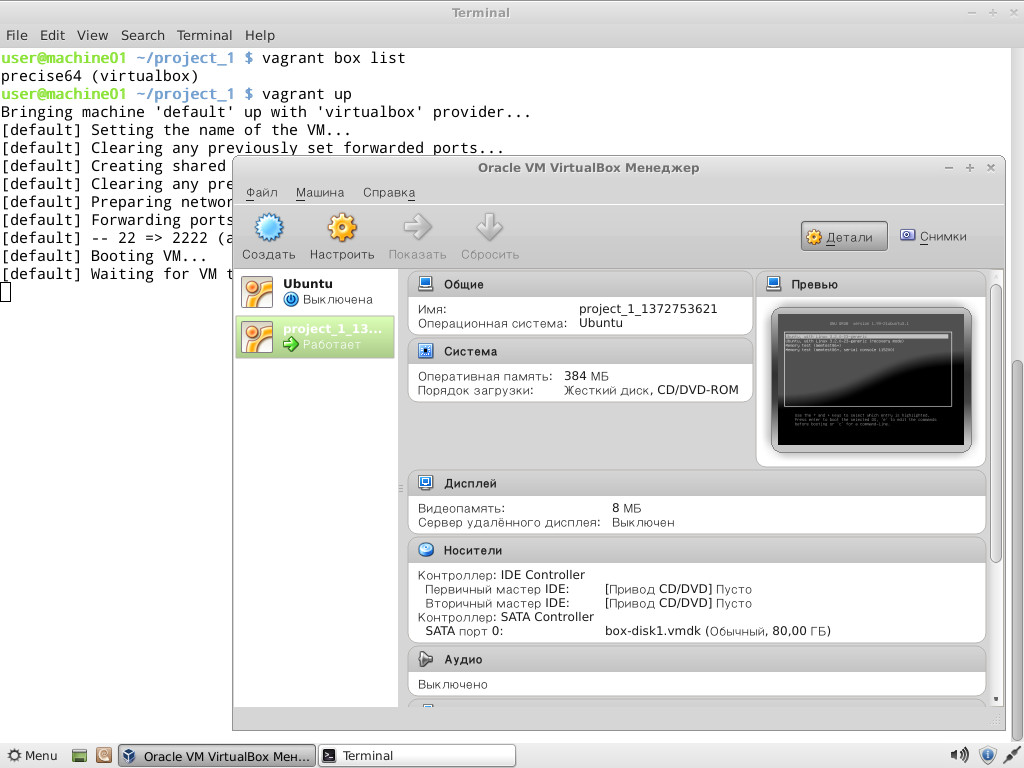 Terminal
File Edit View Search Terminal Help
user@machine01 ~/project_1 $ vagrant box list
precise64 (virtualbox)
user@machine01 ~/project_1 $ vagrant up
Bringing machine 'default' up with 'virtualbox' provider...
[default] Setting the name of the VM...
[default] Clearing any previously set forwarded ports...
[default] Creating shared
[default] Clearing any pre
[default] Preparing networ
[default] Forwarding ports
[default] -- 22 => 2222 (a
[default] Booting VM...
[default] Waiting for VM t
Oracle VM VirtualBox Менеджер
Файл Машина Справка
Создать Настроить Показать Сбросить
Детали Снимки
Ubuntu
Выключена
project_1_13...
Работает
Общие
Имя: project_1_1372753621
Операционная система: Ubuntu
Система
Оперативная память: 384 МБ
Порядок загрузки: Жесткий диск, CD/DVD-ROM
Превью
Дисплей
Видеопамять: 8 МБ
Сервер удалённого дисплея: Выключен
Носители
Контроллер: IDE Controller
Первичный мастер IDE: [Привод CD/DVD] Пусто
Вторичный мастер IDE: [Привод CD/DVD] Пусто
Контроллер: SATA Controller
SATA порт 0: box-disk1.vmdk (Обычный, 80,00 ГБ)
Аудио
Выключено
Menu
Oracle VM VirtualBox Мен...
Terminal